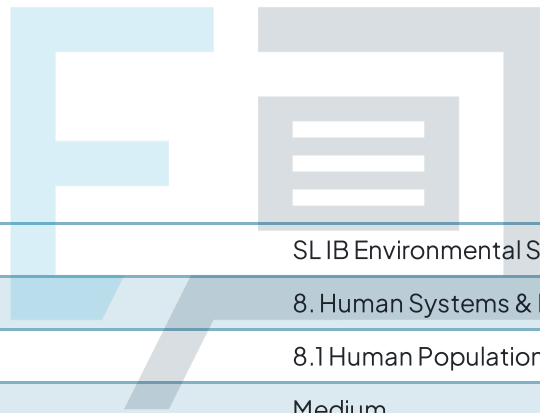 SL IB Environmental S
8. Human Systems &
8.1 Human Population
Medium